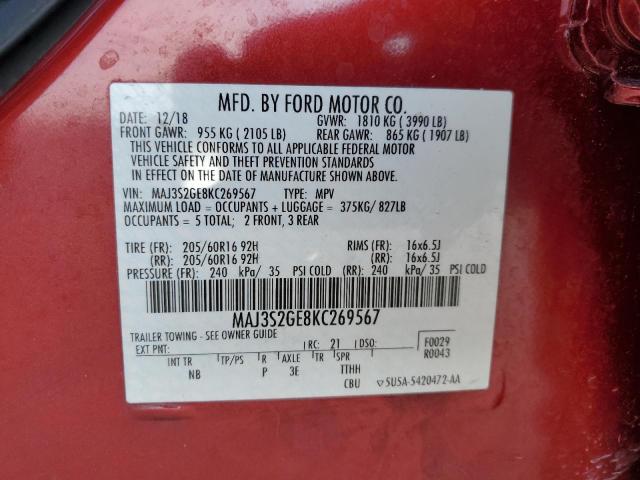 MFD. BY FORD MOTOR CO.
DATE: 12/18 GVWR: 1810 KG ( 3990 LB)
FRONT GAWR: 955 KG ( 2105 LB) REAR GAWR: 865 KG ( 1907 LB)
THIS VEHICLE CONFORMS TO ALL APPLICABLE FEDERAL MOTOR
VEHICLE SAFETY AND THEFT PREVENTION STANDARDS
IN EFFECT ON THE DATE OF MANUFACTURE SHOWN ABOVE.
VIN: MAJ3S2GE8KC269567 TYPE: MPV
MAXIMUM LOAD = OCCUPANTS + LUGGAGE = 375KG/ 827LB
OCCUPANTS = 5 TOTAL; 2 FRONT, 3 REAR
TIRE (FR): 205/60R16 92H RIMS (FR): 16x6.5J
(RR): 205/60R16 92H (RR): 16x6.5J
PRESSURE (FR): 240 kPa/ 35 PSI COLD (RR): 240 kPa/ 35 PSI COLD
MAJ3S2GE8KC269567
TRAILER TOWING - SEE OWNER GUIDE
EXT PNT: RC: 21 DSO: F0029
R0043
INT TR TP/PS R AXLE TR SPR
NB P 3E TTHH
CBU 5U5A-5420472-AA